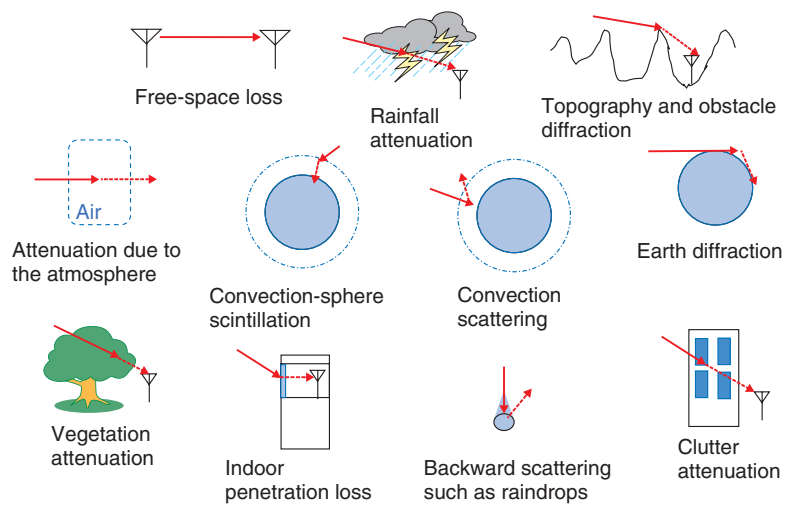 Free-space loss
Rainfall
attenuation
Topography and obstacle
diffraction
Air
Attenuation due to
the atmosphere
Convection-sphere
scintillation
Convection
scattering
Earth diffraction
Vegetation
attenuation
Indoor
penetration loss
Backward scattering
such as raindrops
Clutter
attenuation